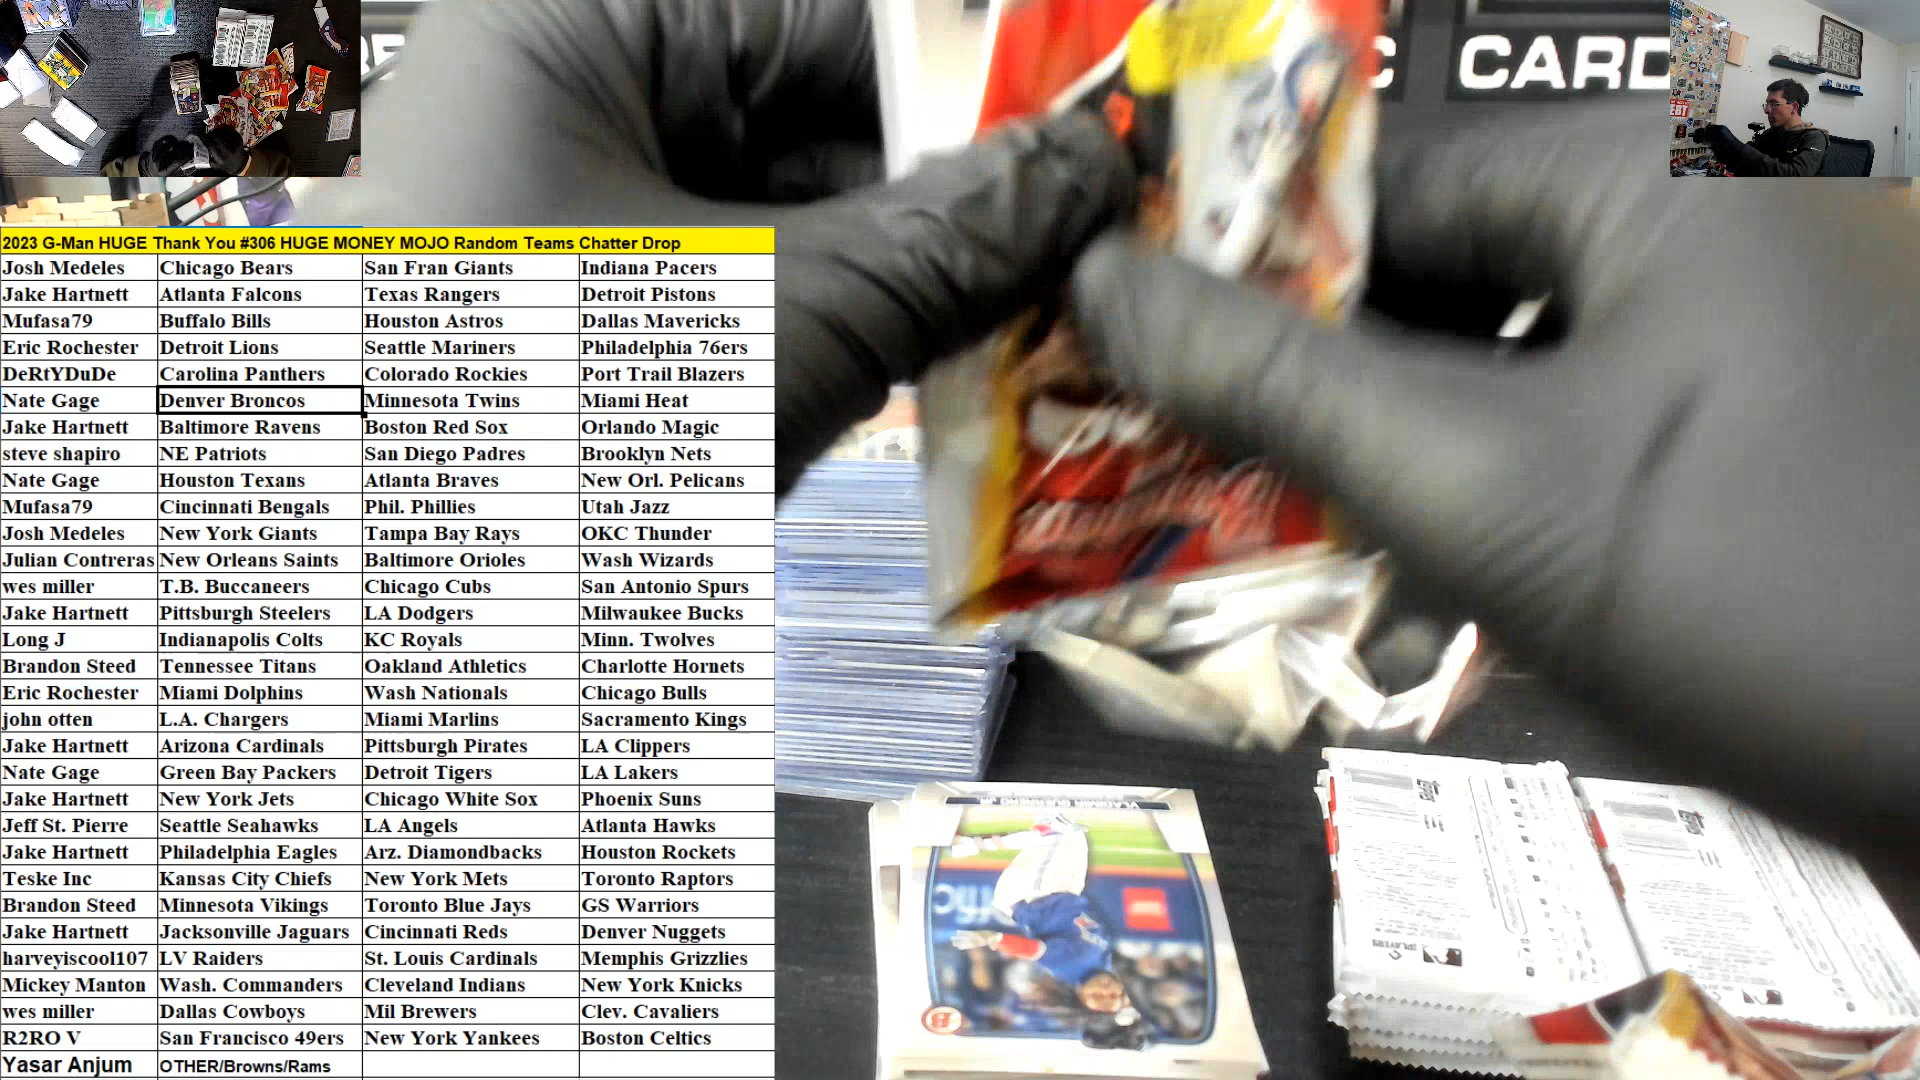 CARD
2023 G-Man HUGE Thank You #306 HUGE MONEY MOJO Random Teams Chatter Drop
Josh Medeles Chicago Bears San Fran Giants Indiana Pacers
Jake Hartnett Atlanta Falcons Texas Rangers Detroit Pistons
Mufasa79 Buffalo Bills Houston Astros Dallas Mavericks
Eric Rochester Detroit Lions Seattle Mariners Philadelphia 76ers
DeRtYDuDe Carolina Panthers Colorado Rockies Port Trail Blazers
Nate Gage Denver Broncos Minnesota Twins Miami Heat
Jake Hartnett Baltimore Ravens Boston Red Sox Orlando Magic
steve shapiro NE Patriots San Diego Padres Brooklyn Nets
Nate Gage Houston Texans Atlanta Braves New Orl. Pelicans
Mufasa79 Cincinnati Bengals Phil. Phillies Utah Jazz
Josh Medeles New York Giants Tampa Bay Rays OKC Thunder
Julian Contreras New Orleans Saints Baltimore Orioles Wash Wizards
wes miller T.B. Buccaneers Chicago Cubs San Antonio Spurs
Jake Hartnett Pittsburgh Steelers LA Dodgers Milwaukee Bucks
Long J Indianapolis Colts KC Royals Minn. Twolves
Brandon Steed Tennessee Titans Oakland Athletics Charlotte Hornets
Eric Rochester Miami Dolphins Wash Nationals Chicago Bulls
john otten L.A. Chargers Miami Marlins Sacramento Kings
Jake Hartnett Arizona Cardinals Pittsburgh Pirates LA Clippers
Nate Gage Green Bay Packers Detroit Tigers LA Lakers
Jake Hartnett New York Jets Chicago White Sox Phoenix Suns
Jeff St. Pierre Seattle Seahawks LA Angels Atlanta Hawks
Jake Hartnett Philadelphia Eagles Arz. Diamondbacks Houston Rockets
Teske Inc Kansas City Chiefs New York Mets Toronto Raptors
Brandon Steed Minnesota Vikings Toronto Blue Jays GS Warriors
Jake Hartnett Jacksonville Jaguars Cincinnati Reds Denver Nuggets
harveyiscool107 LV Raiders St. Louis Cardinals Memphis Grizzlies
Mickey Manton Wash. Commanders Cleveland Indians New York Knicks
wes miller Dallas Cowboys Mil Brewers Clev. Cavaliers
R2RO V San Francisco 49ers New York Yankees Boston Celtics
Yasar Anjum OTHER/Browns/Rams
VLADIMIR GUERRERO JR.